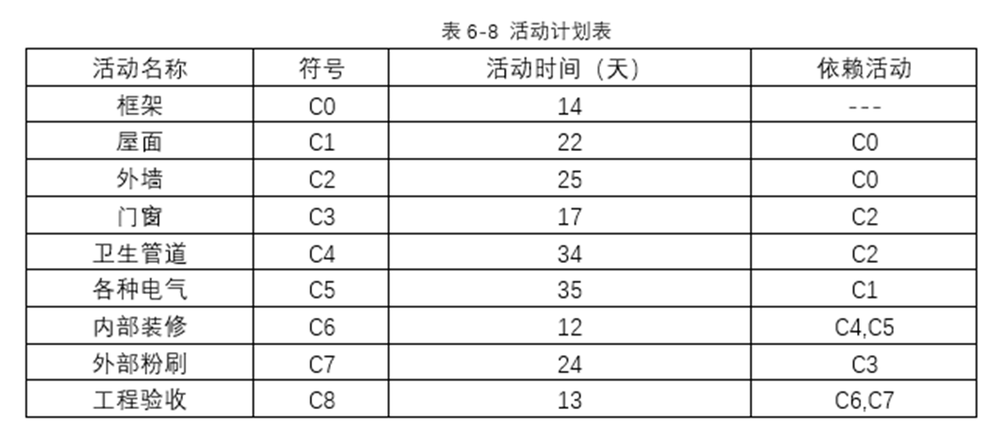 表 6-8 活动计划表
活动名称 符号 活动时间（天） 依赖活动
框架 C0 14 ---
屋面 C1 22 C0
外墙 C2 25 C0
门窗 C3 17 C2
卫生管道 C4 34 C2
各种电气 C5 35 C1
内部装修 C6 12 C4,C5
外部粉刷 C7 24 C3
工程验收 C8 13 C6,C7